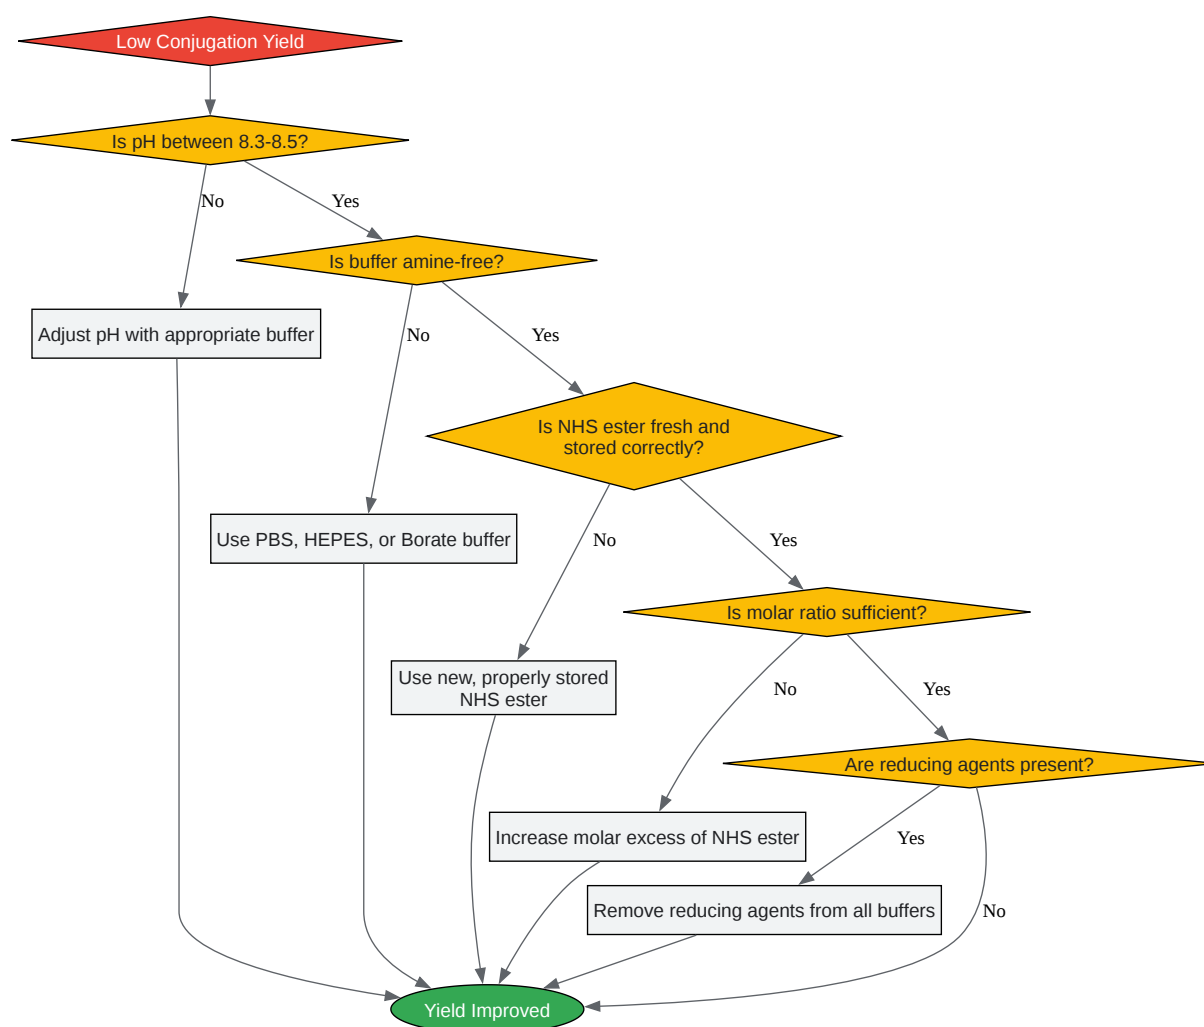 Low Conjugation Yield
Is pH between 8.3-8.5?
No
Yes
Is buffer amine-free?
Adjust pH with appropriate buffer
No
Yes
Is NHS ester fresh and
stored correctly?
Use PBS, HEPES, or Borate buffer
No
Yes
Is molar ratio sufficient?
Use new, properly stored
NHS ester
No
Yes
Are reducing agents present?
Increase molar excess of NHS ester
Yes
Remove reducing agents from all buffers
No
Yield Improved